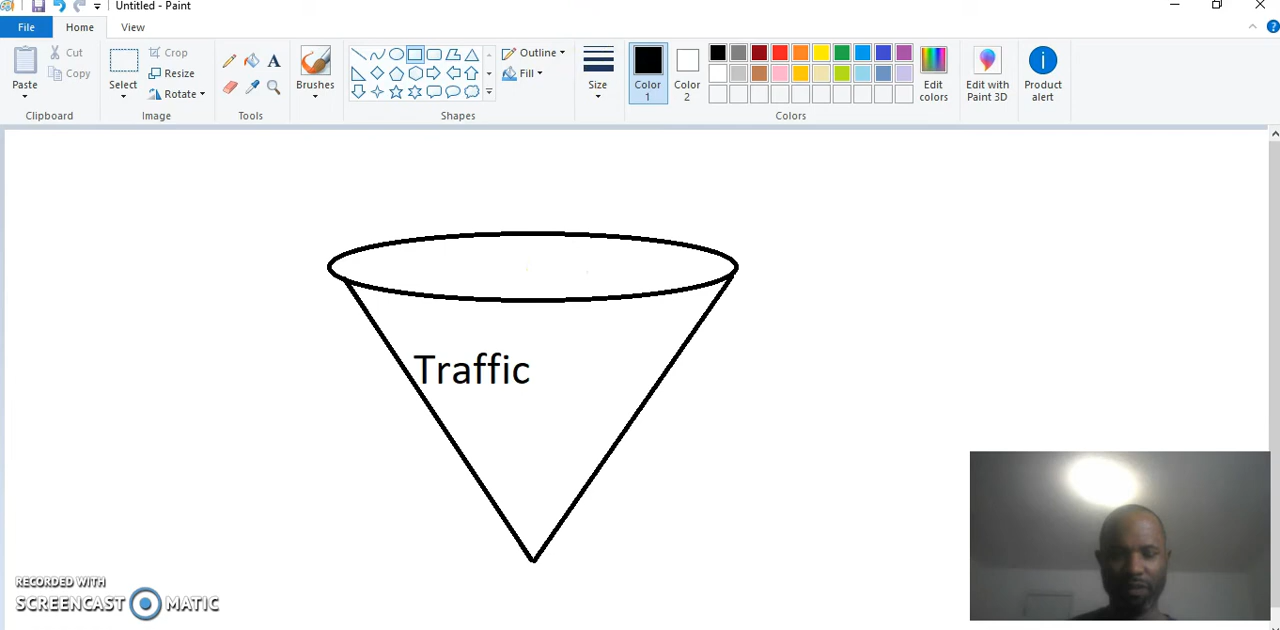 Untitled - Paint
File
Home
View
Paste
Cut
Copy
Clipboard
Select
Crop
Resize
Rotate
Image
A
Tools
Brushes
Outline
Fill
Shapes
Size
Color 1
Color 2
Edit colors
Colors
Edit with Paint 3D
Product alert
Traffic
RECORDED WITH
SCREENCAST MATIC